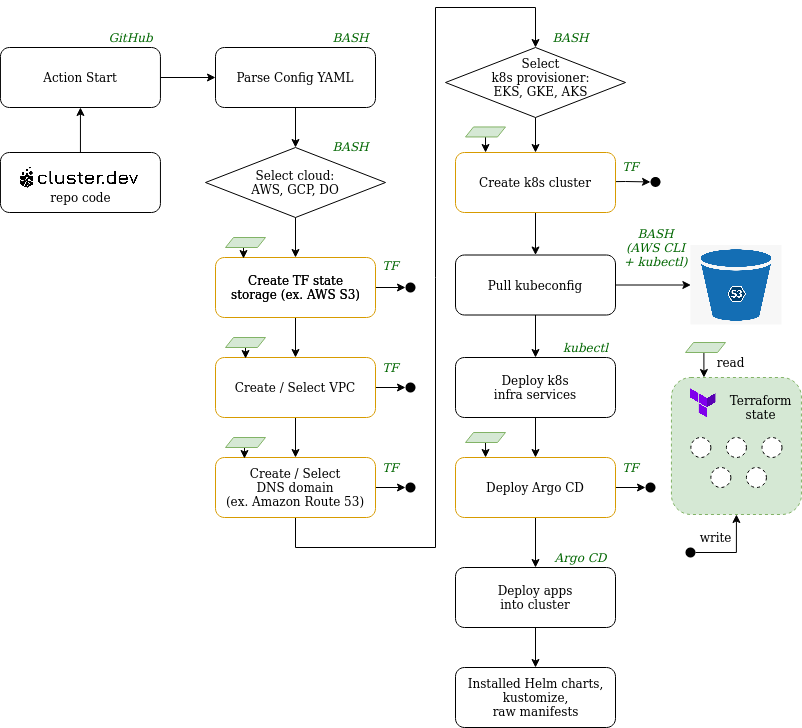 GitHub
Action Start
cluster.dev
repo code
BASH
Parse Config YAML
BASH
Select cloud:
AWS, GCP, DO
TF
Create TF state
storage (ex. AWS S3)
TF
Create / Select VPC
TF
Create / Select
DNS domain
(ex. Amazon Route 53)
BASH
Select
k8s provisioner:
EKS, GKE, AKS
TF
Create k8s cluster
BASH
(AWS CLI
+ kubectl)
Pull kubeconfig
S3
kubectl
Deploy k8s
infra services
TF
Deploy Argo CD
Argo CD
Deploy apps
into cluster
Installed Helm charts,
kustomize,
raw manifests
read
Terraform
state
write